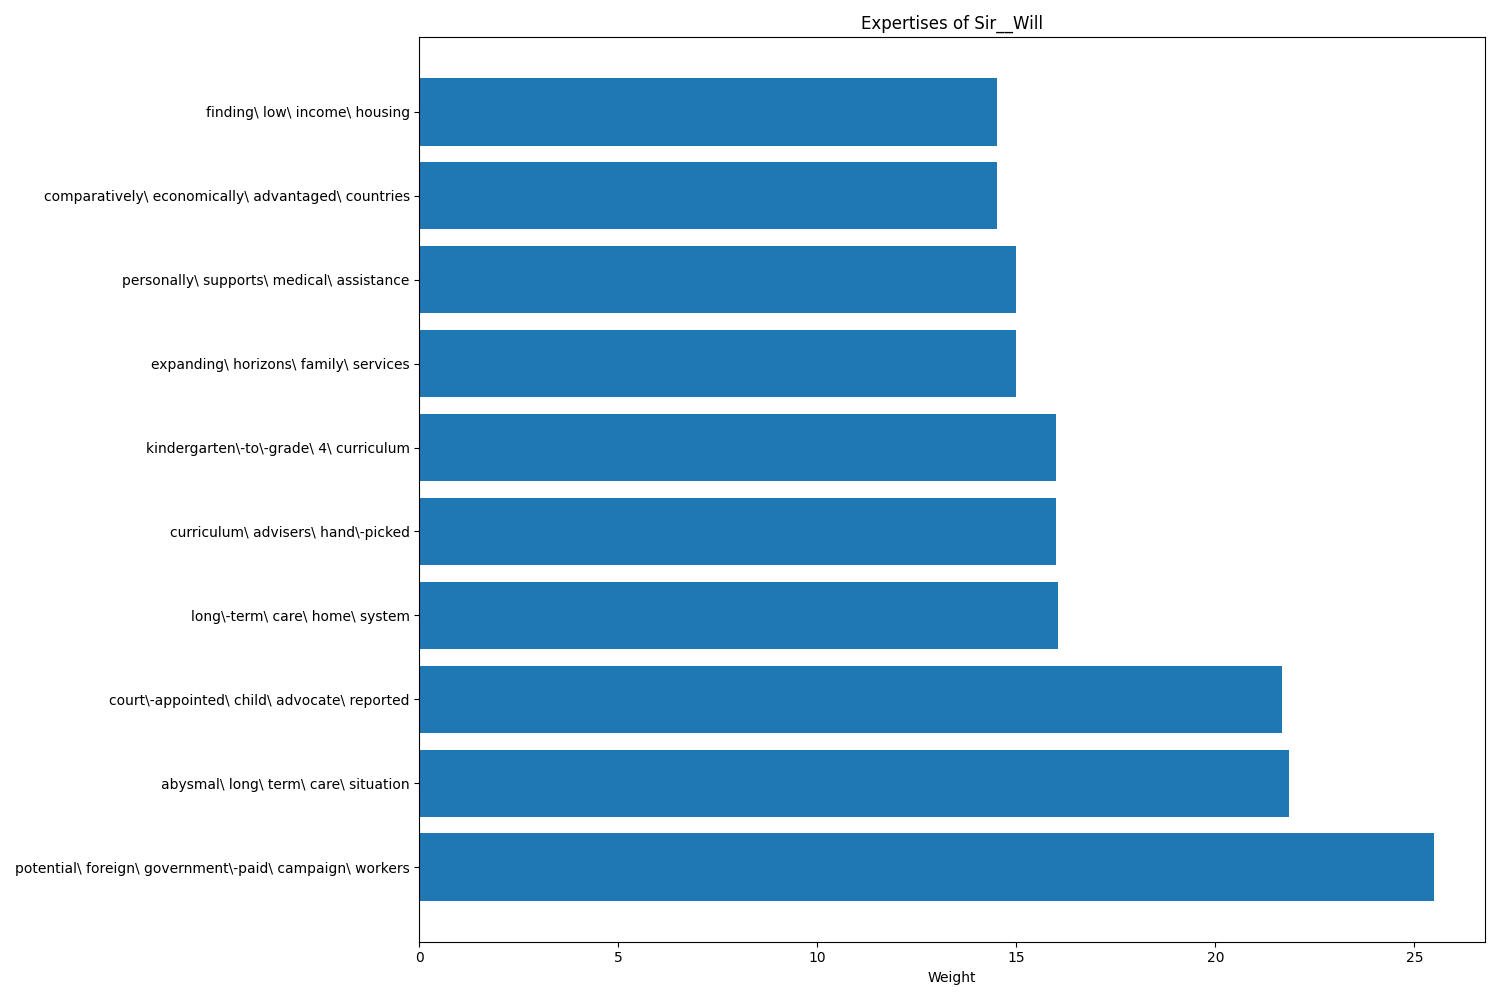 Expertises of Sir__Will
finding\ low\ income\ housing
comparatively\ economically\ advantaged\ countries
personally\ supports\ medical\ assistance
expanding\ horizons\ family\ services
kindergarten\-to\-grade\ 4\ curriculum
curriculum\ advisers\ hand\-picked
long\-term\ care\ home\ system
court\-appointed\ child\ advocate\ reported
abysmal\ long\ term\ care\ situation
potential\ foreign\ government\-paid\ campaign\ workers
0 5 10 15 20 25
Weight